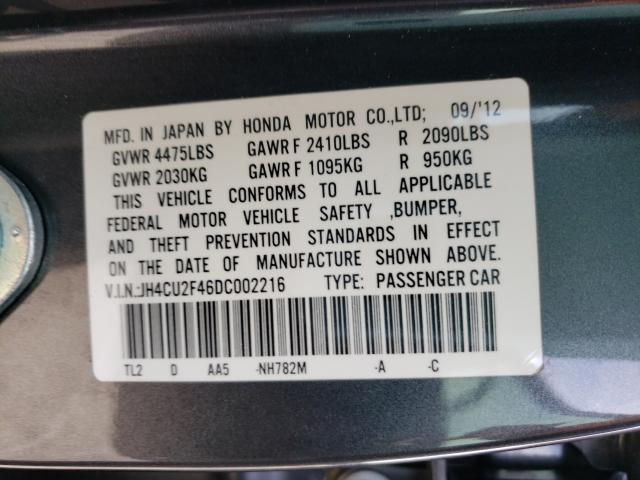 MFD. IN JAPAN BY HONDA MOTOR CO.,LTD; 09/'12
GVWR 4475LBS GAWR F 2410LBS R 2090LBS
GVWR 2030KG GAWR F 1095KG R 950KG
THIS VEHICLE CONFORMS TO ALL APPLICABLE
FEDERAL MOTOR VEHICLE SAFETY ,BUMPER,
AND THEFT PREVENTION STANDARDS IN EFFECT
ON THE DATE OF MANUFACTURE SHOWN ABOVE.
V.I.N.:JH4CU2F46DC002216 TYPE: PASSENGER CAR
TL2 D AA5 -NH782M -A -C